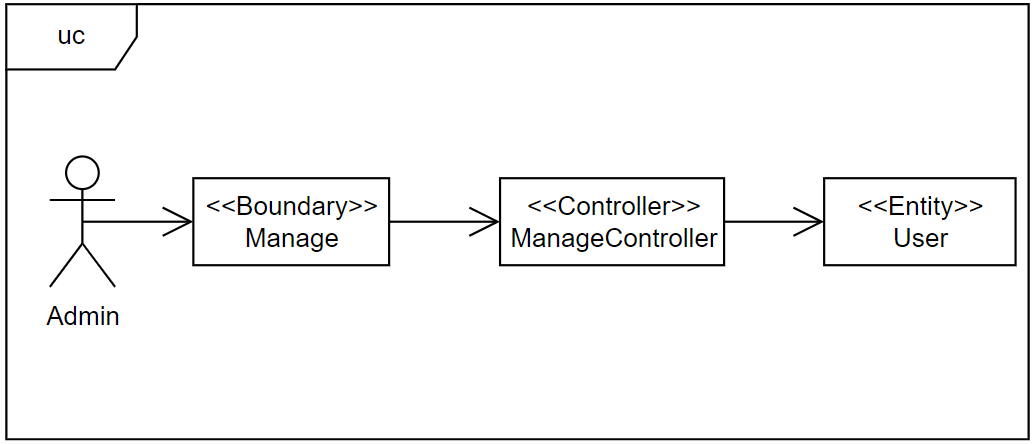 uc
<<Boundary>>
Manage
<<Controller>>
ManageController
<<Entity>>
User
Admin